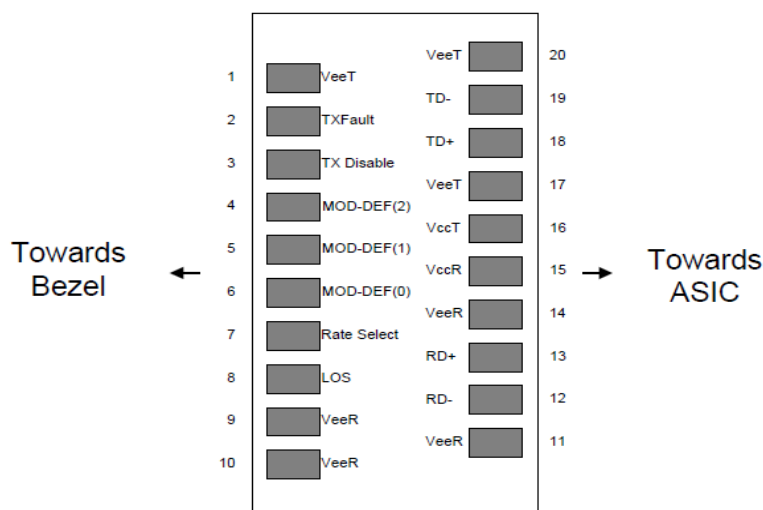 VeeT 20
1 VeeT
TD- 19
2 TXFault
TD+ 18
3 TX Disable
VeeT 17
4 MOD-DEF(2)
VccT 16
5 MOD-DEF(1)
VccR 15
6 MOD-DEF(0)
VeeR 14
7 Rate Select
RD+ 13
8 LOS
RD- 12
9 VeeR
VeeR 11
10 VeeR
Towards
Bezel
Towards
ASIC